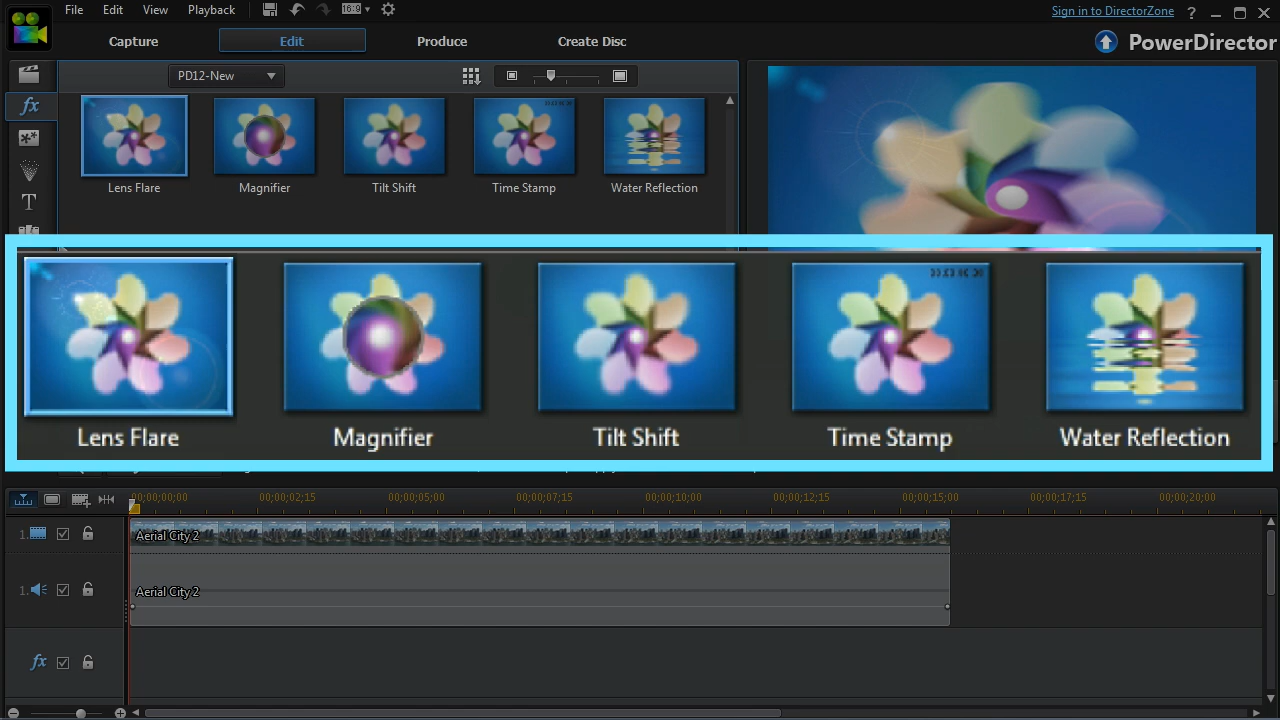 File Edit View Playback 16:9 Sign in to DirectorZone ?
Capture Edit Produce Create Disc PowerDirector
PD12-New
fx
Lens Flare Magnifier Tilt Shift Time Stamp Water Reflection
T
Lens Flare Magnifier Tilt Shift Time Stamp Water Reflection
00;00;00;00 00;00;02;15 00;00;05;00 00;00;07;15 00;00;10;00 00;00;12;15 00;00;15;00 00;00;17;15 00;00;20;00
1. Aerial City 2
1. Aerial City 2
fx